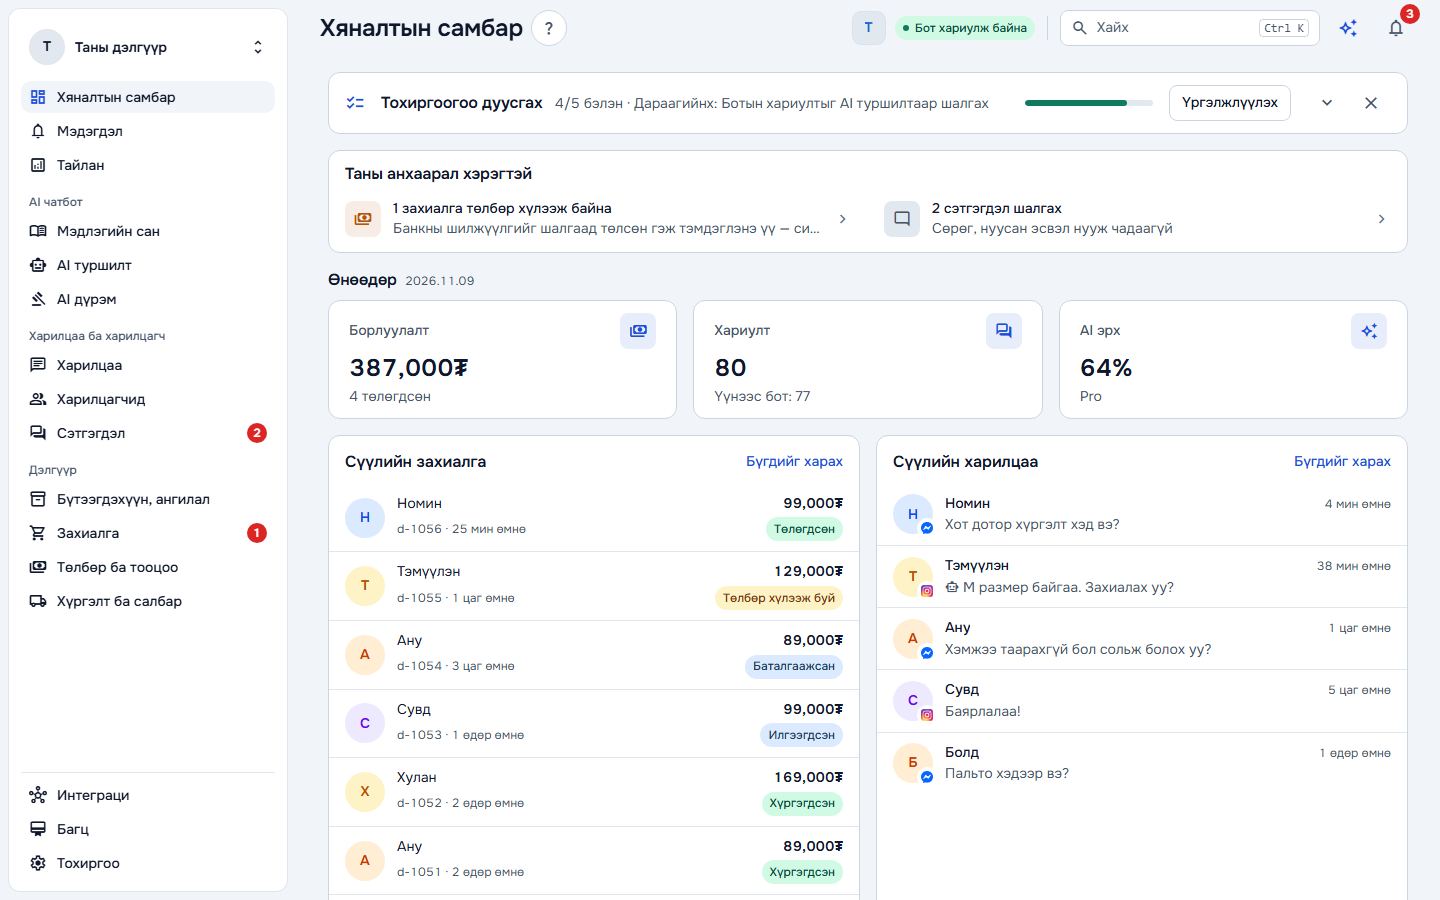 Т
Таны дэлгүүр
Хяналтын самбар
Мэдэгдэл
Тайлан
AI чатбот
Мэдлэгийн сан
AI туршилт
AI дүрэм
Харилцаа ба харилцагч
Харилцаа
Харилцагчид
Сэтгэгдэл
2
Дэлгүүр
Бүтээгдэхүүн, ангилал
Захиалга
1
Төлбөр ба тооцоо
Хүргэлт ба салбар
Интеграци
Багц
Тохиргоо
Хяналтын самбар
?
Т
Бот хариулж байна
Хайх
Ctrl K
3
Тохиргоогоо дуусгах
4/5 бэлэн · Дараагийнх: Ботын хариултыг AI туршилтаар шалгах
Үргэлжлүүлэх
Таны анхаарал хэрэгтэй
1 захиалга төлбөр хүлээж байна
Банкны шилжүүлгийг шалгаад төлсөн гэж тэмдэглэнэ үү — си...
2 сэтгэгдэл шалгах
Сөрөг, нуусан эсвэл нууж чадаагүй
Өнөөдөр 2026.11.09
Борлуулалт
387,000₮
4 төлөгдсөн
Хариулт
80
Үүнээс бот: 77
AI эрх
64%
Pro
Сүүлийн захиалга
Бүгдийг харах
Н
Номин
99,000₮
d-1056 · 25 мин өмнө
Төлөгдсөн
Т
Тэмүүлэн
129,000₮
d-1055 · 1 цаг өмнө
Төлбөр хүлээж буй
А
Ану
89,000₮
d-1054 · 3 цаг өмнө
Баталгаажсан
С
Сувд
99,000₮
d-1053 · 1 өдөр өмнө
Илгээгдсэн
Х
Хулан
169,000₮
d-1052 · 2 өдөр өмнө
Хүргэгдсэн
А
Ану
89,000₮
d-1051 · 2 өдөр өмнө
Хүргэгдсэн
Сүүлийн харилцаа
Бүгдийг харах
Н
Номин
4 мин өмнө
Хот дотор хүргэлт хэд вэ?
Т
Тэмүүлэн
38 мин өмнө
M размер байгаа. Захиалах уу?
А
Ану
1 цаг өмнө
Хэмжээ таарахгүй бол сольж болох уу?
С
Сувд
5 цаг өмнө
Баярлалаа!
Б
Болд
1 өдөр өмнө
Пальто хэдээр вэ?